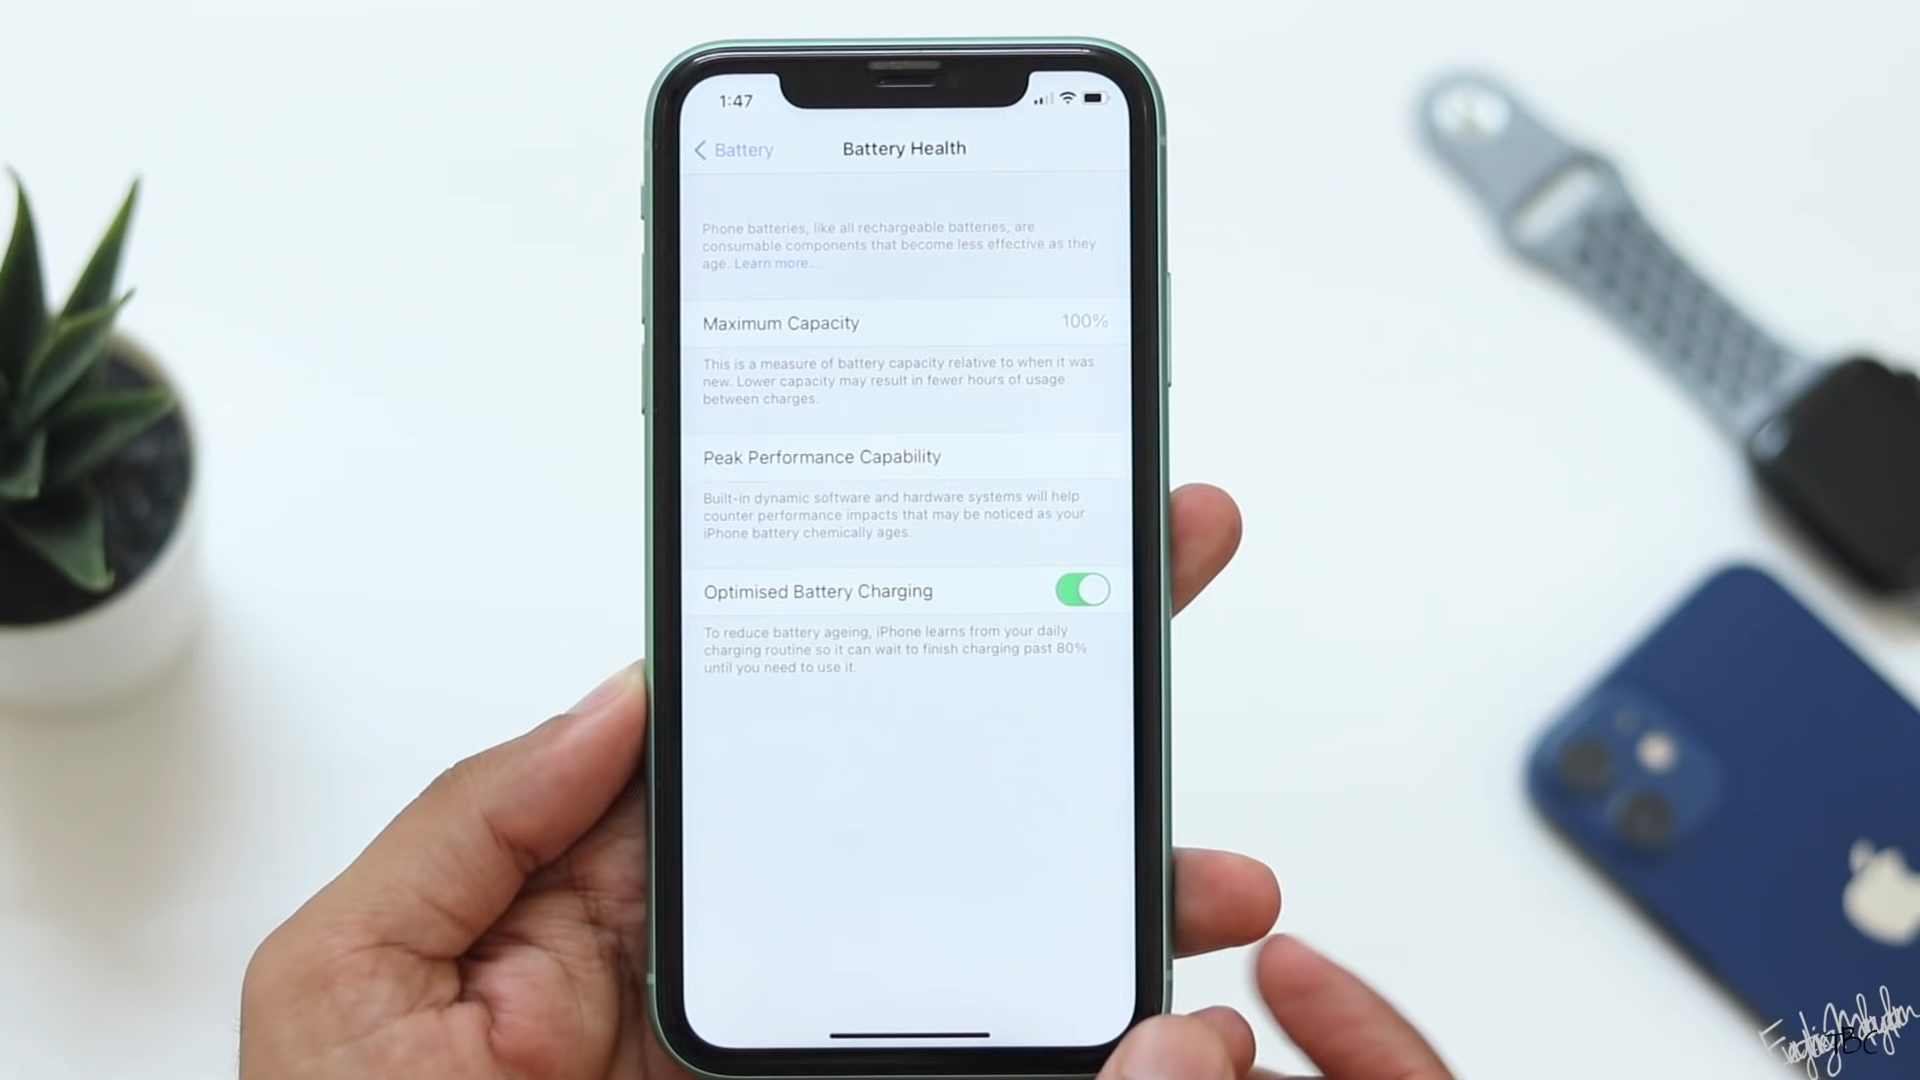 1:47
Battery
Battery Health
Phone batteries, like all rechargeable batteries, are
consumable components that become less effective as they
age. Learn more...
Maximum Capacity 100%
This is a measure of battery capacity relative to when it was
new. Lower capacity may result in fewer hours of usage
between charges.
Peak Performance Capability
Built-in dynamic software and hardware systems will help
counter performance impacts that may be noticed as your
iPhone battery chemically ages.
Optimised Battery Charging
To reduce battery ageing, iPhone learns from your daily
charging routine so it can wait to finish charging past 80%
until you need to use it.
TBC